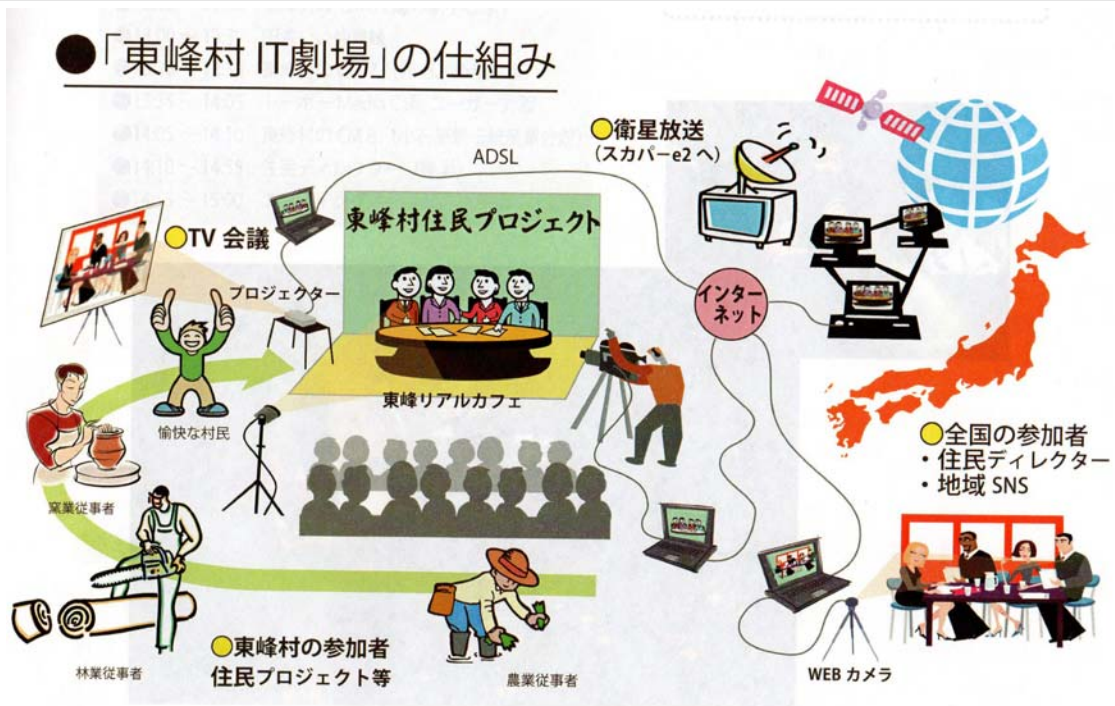 ●「東峰村 IT劇場」の仕組み
●衛星放送
(スカパーe2 へ)
ADSL
東峰村住民プロジェクト
●TV 会議
プロジェクター
インター
ネット
東峰リアルカフェ
愉快な村民
●全国の参加者
・住民ディレクター
・地域 SNS
窯業従事者
●東峰村の参加者
住民プロジェクト等
林業従事者
農業従事者
WEB カメラ